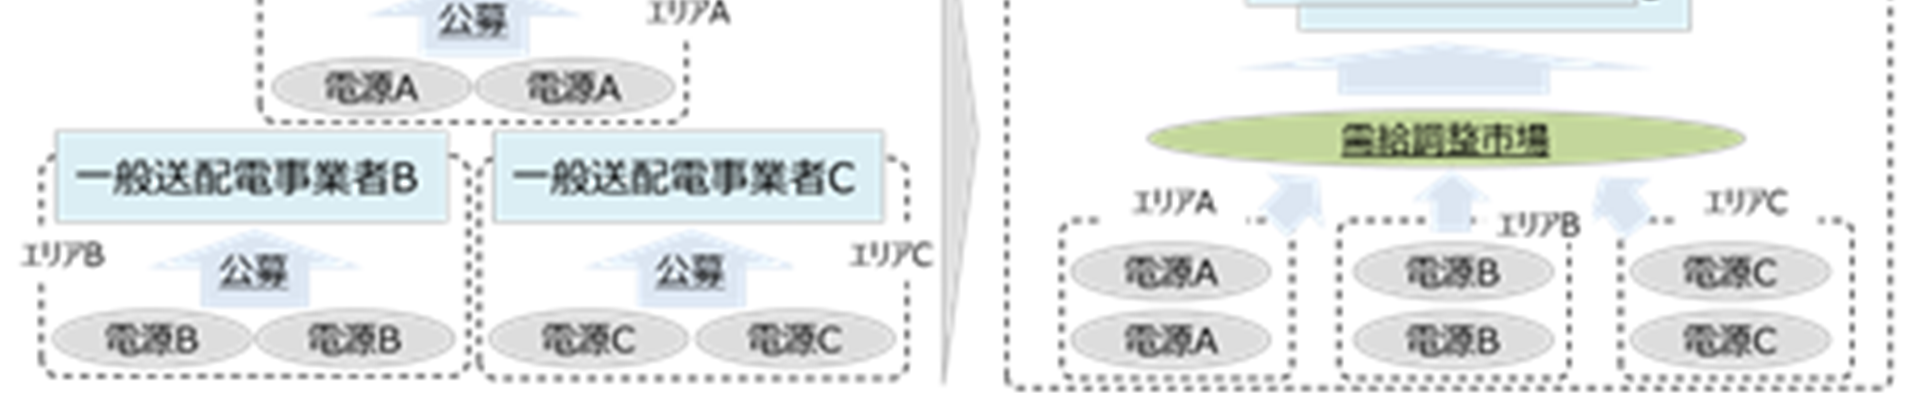 公募
エリアA
電源A 電源A
一般送配電事業者B
一般送配電事業者C
エリアB
公募
電源B 電源B
エリアC
公募
電源C 電源C
需給調整市場
エリアA
電源A
電源A
エリアB
電源B
電源B
エリアC
電源C
電源C